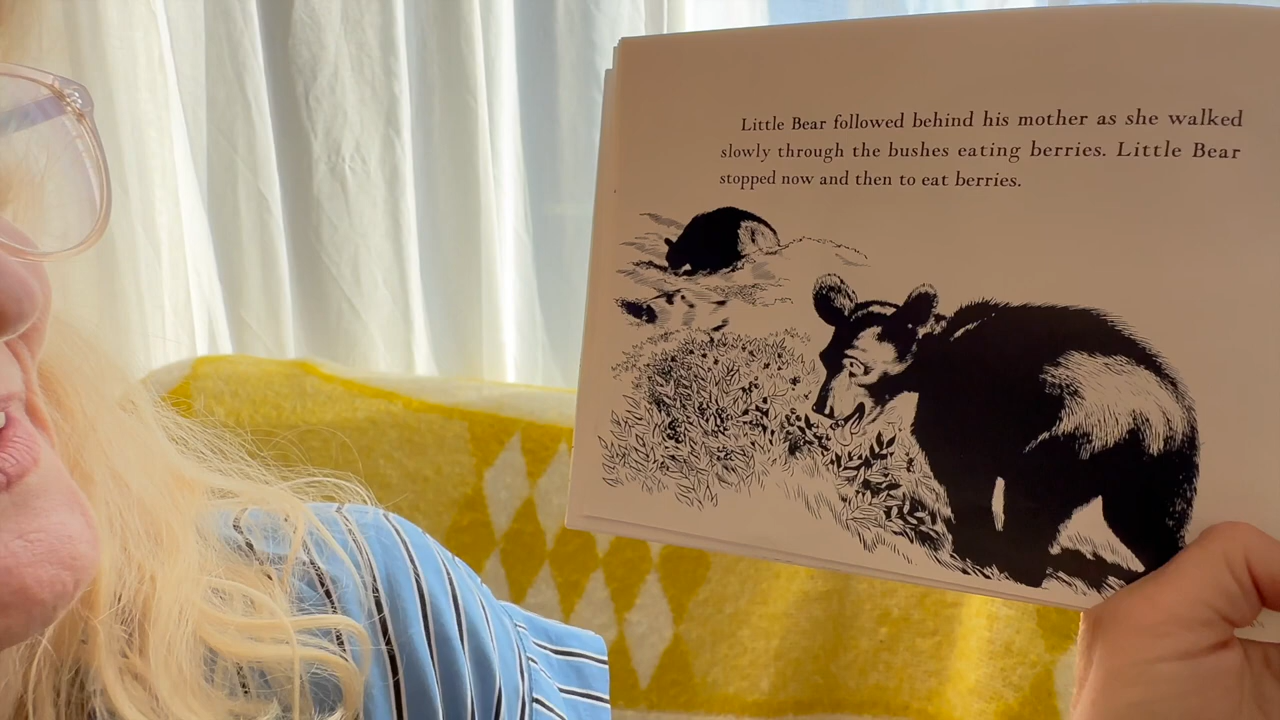 Little Bear followed behind his mother as she walked
slowly through the bushes eating berries. Little Bear
stopped now and then to eat berries.